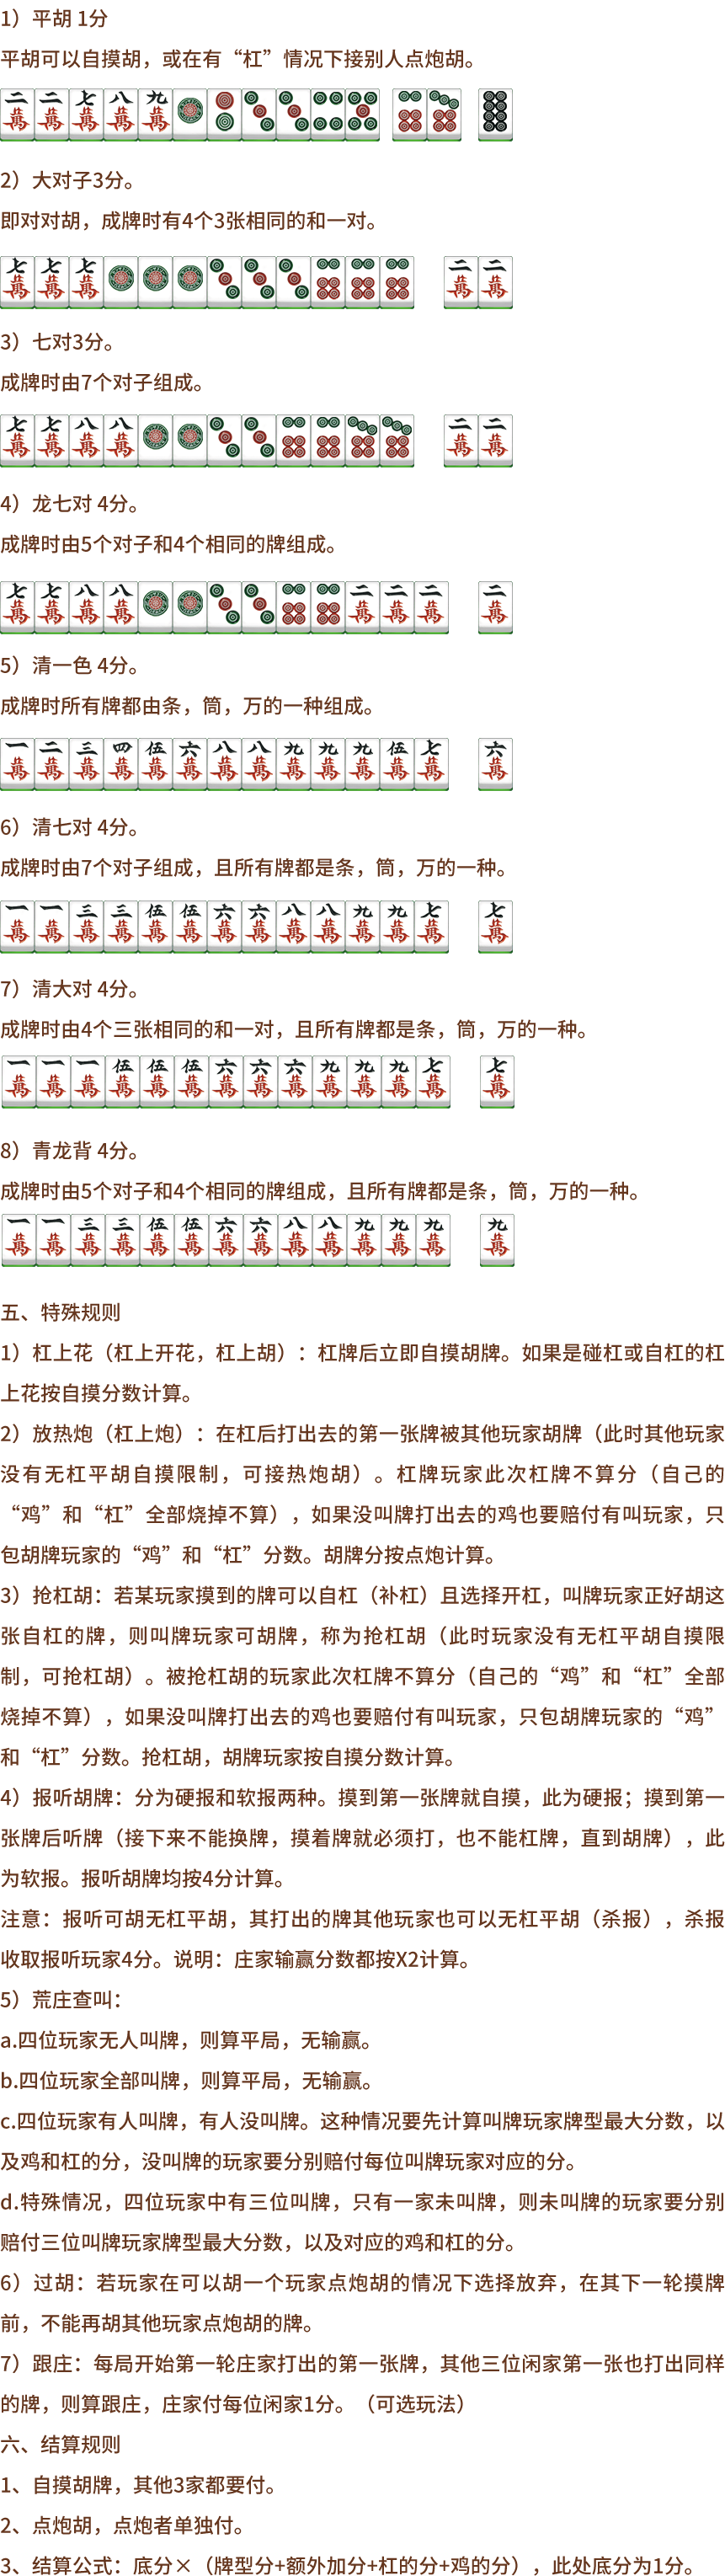 1）平胡 1分
平胡可以自摸胡，或在有“杠”情况下接别人点炮胡。
二萬 二萬 七萬 八萬 九萬
2）大对子3分。
即对对胡，成牌时有4个3张相同的和一对。
七萬 七萬 七萬 二萬 二萬
3）七对3分。
成牌时由7个对子组成。
七萬 七萬 八萬 八萬 二萬 二萬
4）龙七对 4分。
成牌时由5个对子和4个相同的牌组成。
七萬 七萬 八萬 八萬 二萬 二萬 二萬 二萬
5）清一色 4分。
成牌时所有牌都由条，筒，万的一种组成。
一萬 二萬 三萬 四萬 伍萬 六萬 八萬 八萬 九萬 九萬 九萬 伍萬 七萬 六萬
6）清七对 4分。
成牌时由7个对子组成，且所有牌都是条，筒，万的一种。
一萬 一萬 三萬 三萬 伍萬 伍萬 六萬 六萬 八萬 八萬 九萬 九萬 七萬 七萬
7）清大对 4分。
成牌时由4个三张相同的和一对，且所有牌都是条，筒，万的一种。
一萬 一萬 一萬 伍萬 伍萬 伍萬 六萬 六萬 六萬 九萬 九萬 九萬 七萬 七萬
8）青龙背 4分。
成牌时由5个对子和4个相同的牌组成，且所有牌都是条，筒，万的一种。
一萬 一萬 三萬 三萬 伍萬 伍萬 六萬 六萬 八萬 八萬 九萬 九萬 九萬 九萬
五、特殊规则
1）杠上花（杠上开花，杠上胡）：杠牌后立即自摸胡牌。如果是碰杠或自杠的杠
上花按自摸分数计算。
2）放热炮（杠上炮）：在杠后打出去的第一张牌被其他玩家胡牌（此时其他玩家
没有无杠平胡自摸限制，可接热炮胡）。杠牌玩家此次杠牌不算分（自己的
“鸡”和“杠”全部烧掉不算），如果没叫牌打出去的鸡也要赔付有叫玩家，只
包胡牌玩家的“鸡”和“杠”分数。胡牌分按点炮计算。
3）抢杠胡：若某玩家摸到的牌可以自杠（补杠）且选择开杠，叫牌玩家正好胡这
张自杠的牌，则叫牌玩家可胡牌，称为抢杠胡（此时玩家没有无杠平胡自摸限
制，可抢杠胡）。被抢杠胡的玩家此次杠牌不算分（自己的“鸡”和“杠”全部
烧掉不算），如果没叫牌打出去的鸡也要赔付有叫玩家，只包胡牌玩家的“鸡”
和“杠”分数。抢杠胡，胡牌玩家按自摸分数计算。
4）报听胡牌：分为硬报和软报两种。摸到第一张牌就自摸，此为硬报；摸到第一
张牌后听牌（接下来不能换牌，摸着牌就必须打，也不能杠牌，直到胡牌），此
为软报。报听胡牌均按4分计算。
注意：报听可胡无杠平胡，其打出的牌其他玩家也可以无杠平胡（杀报），杀报
收取报听玩家4分。说明：庄家输赢分数都按X2计算。
5）荒庄查叫：
a.四位玩家无人叫牌，则算平局，无输赢。
b.四位玩家全部叫牌，则算平局，无输赢。
c.四位玩家有人叫牌，有人没叫牌。这种情况要先计算叫牌玩家牌型最大分数，以
及鸡和杠的分，没叫牌的玩家要分别赔付每位叫牌玩家对应的分。
d.特殊情况，四位玩家中有三位叫牌，只有一家未叫牌，则未叫牌的玩家要分别
赔付三位叫牌玩家牌型最大分数，以及对应的鸡和杠的分。
6）过胡：若玩家在可以胡一个玩家点炮胡的情况下选择放弃，在其下一轮摸牌
前，不能再胡其他玩家点炮胡的牌。
7）跟庄：每局开始第一轮庄家打出的第一张牌，其他三位闲家第一张也打出同样
的牌，则算跟庄，庄家付每位闲家1分。（可选玩法）
六、结算规则
1、自摸胡牌，其他3家都要付。
2、点炮胡，点炮者单独付。
3、结算公式：底分×（牌型分+额外加分+杠的分+鸡的分），此处底分为1分。